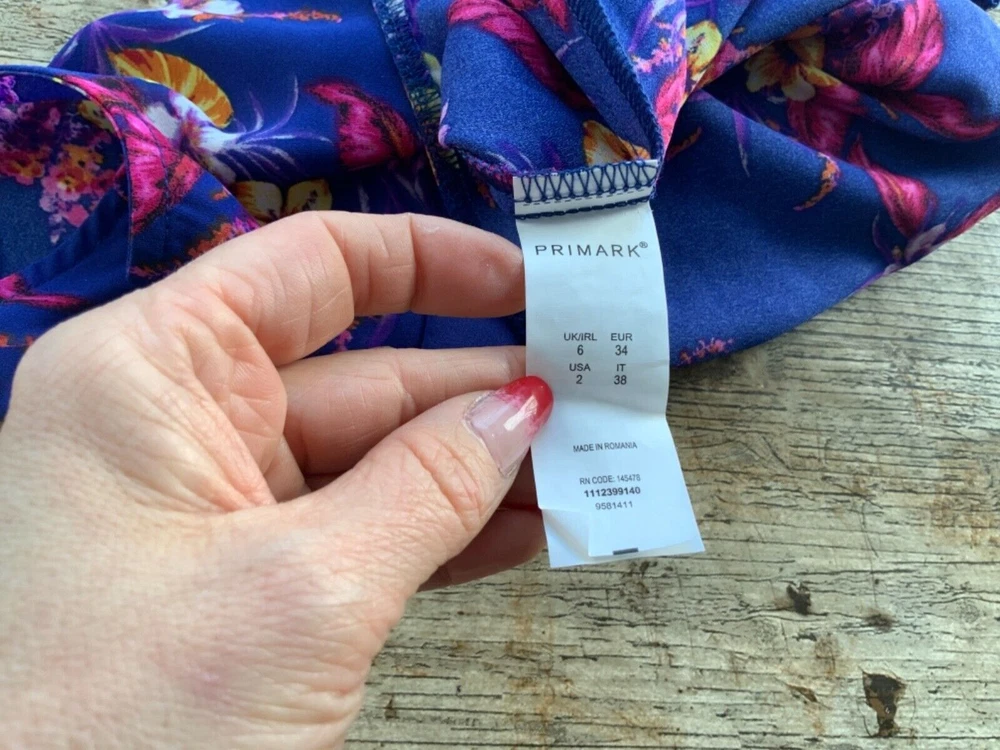 PRIMARK®
UK/IRL EUR
6 34
USA IT
2 38
MADE IN ROMANIA
RN CODE: 145478
1112399140
9581411